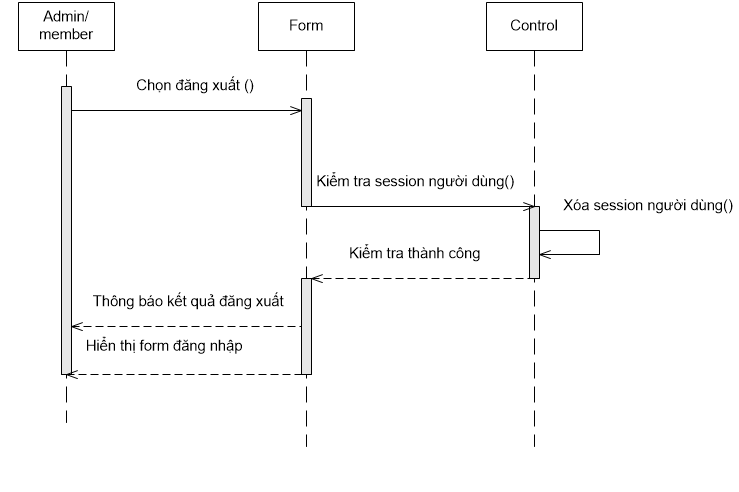 Admin/
member
Form
Control
Chọn đăng xuất ()
Kiểm tra session người dùng()
Xóa session người dùng()
Kiểm tra thành công
Thông báo kết quả đăng xuất
Hiển thị form đăng nhập